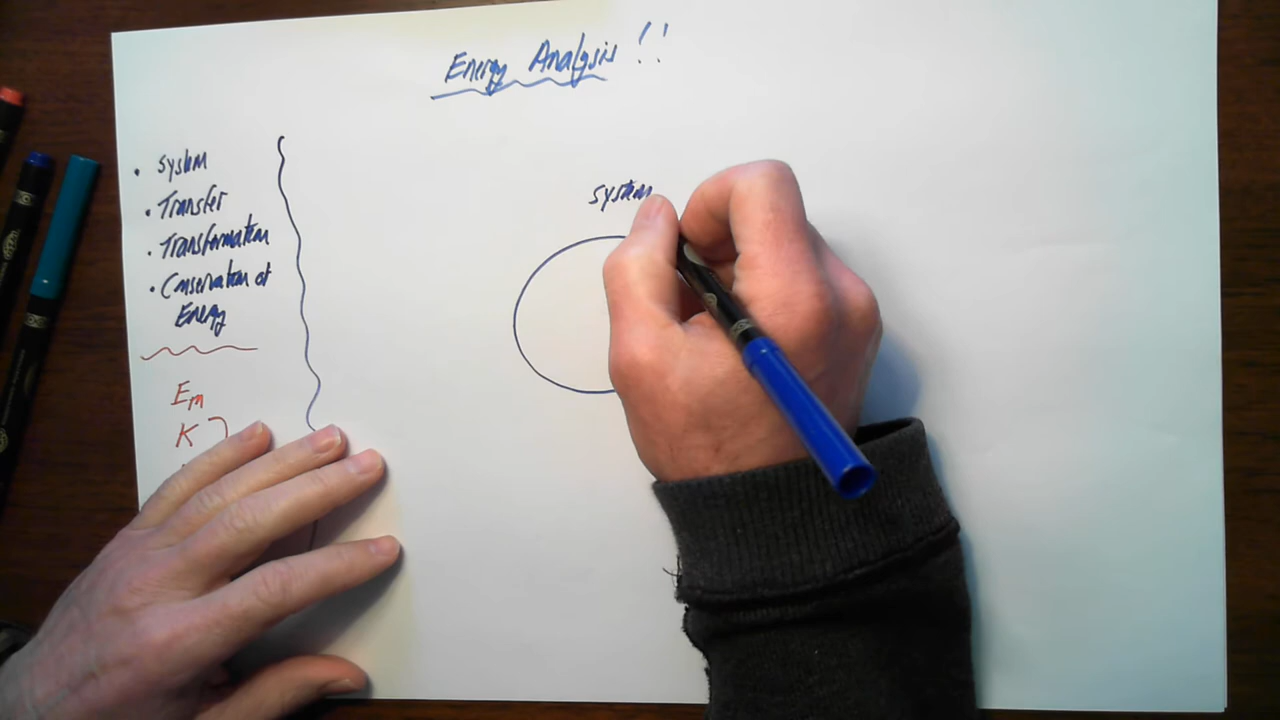 Energy Analysis!!
• System
• Transfer
• Transformation
• Conservation of
Energy
Em
K
system